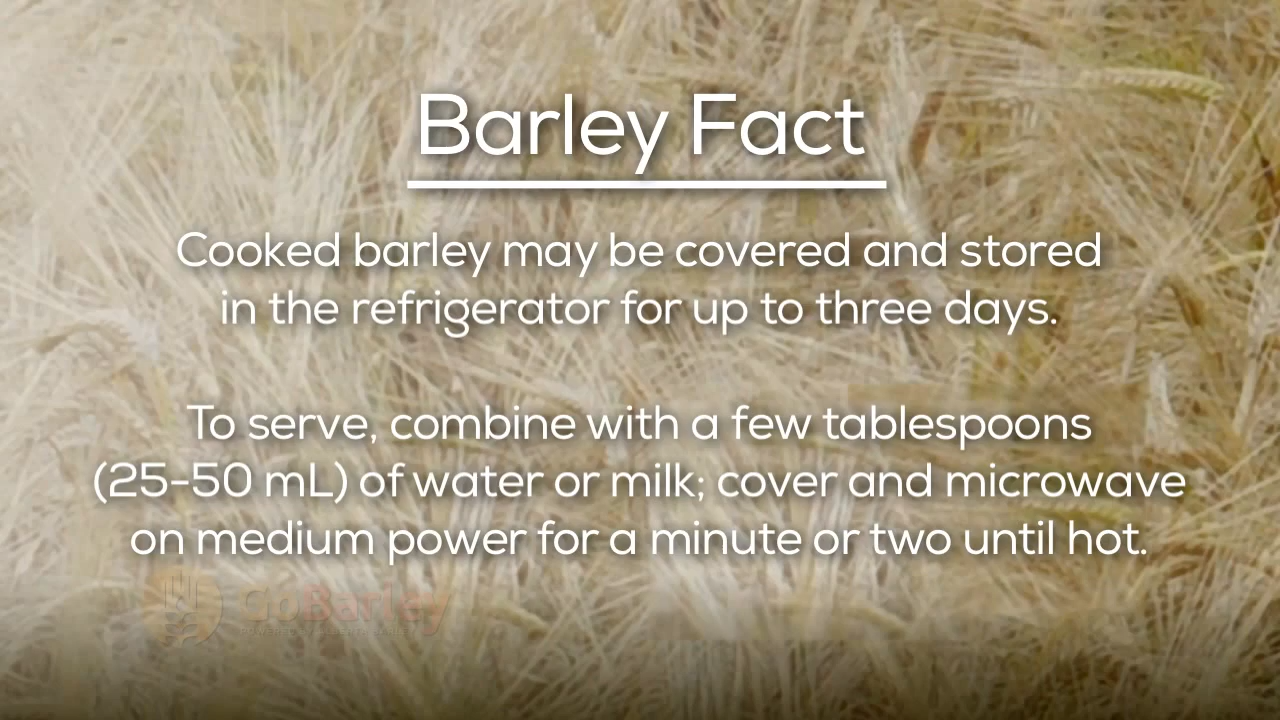 Barley Fact
Cooked barley may be covered and stored
in the refrigerator for up to three days.
To serve, combine with a few tablespoons
(25-50 mL) of water or milk; cover and microwave
on medium power for a minute or two until hot.
GoBarley